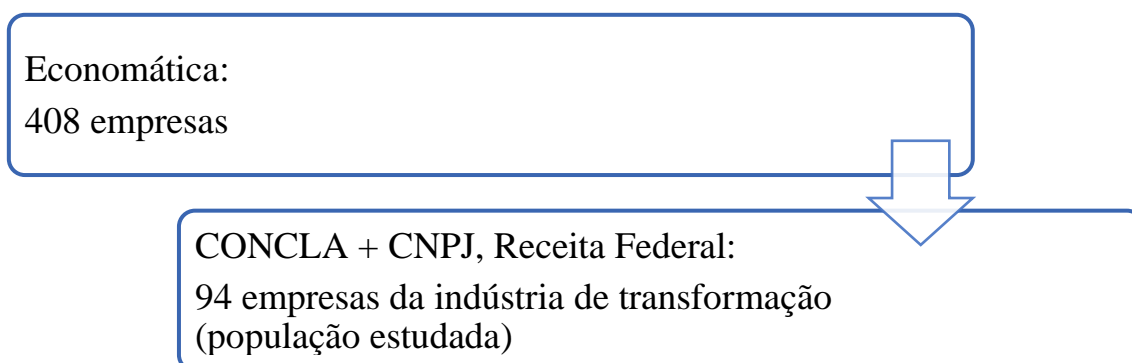 Economática:
408 empresas
CONCLA + CNPJ, Receita Federal:
94 empresas da indústria de transformação
(população estudada)